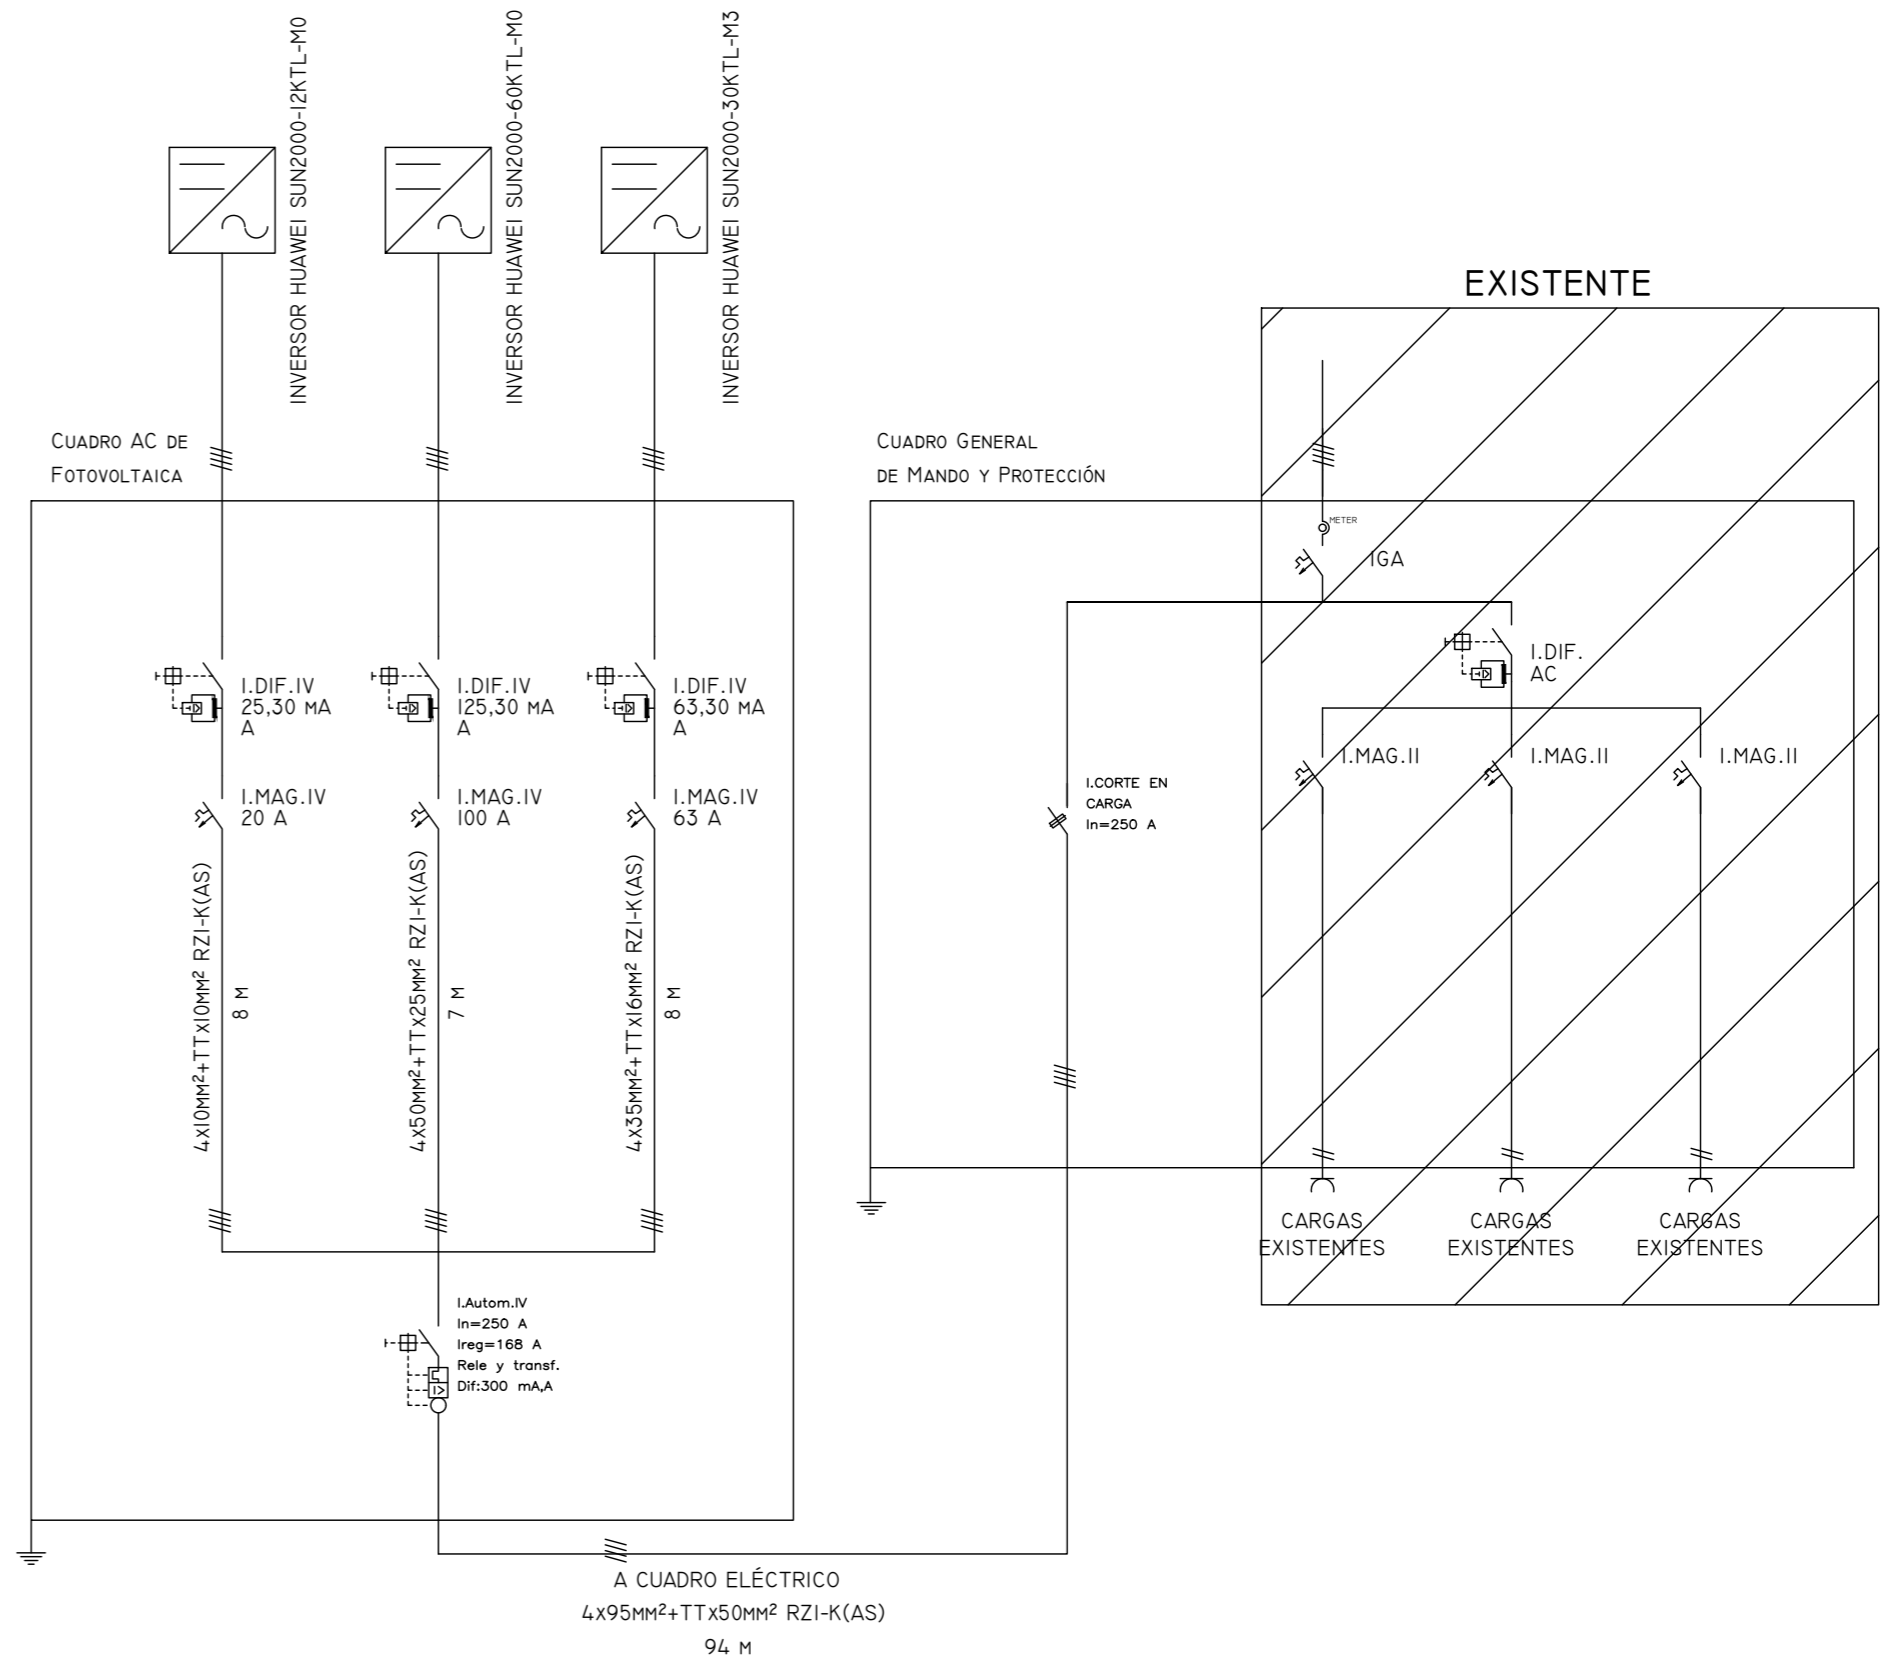 INVERSOR HUAWEI SUN2000-12KTL-M0
INVERSOR HUAWEI SUN2000-60KTL-M0
INVERSOR HUAWEI SUN2000-30KTL-M3
EXISTENTE
CUADRO AC DE
FOTOVOLTAICA
CUADRO GENERAL
DE MANDO Y PROTECCIÓN
METER
IGA
I.DIF.
AC
I.DIF.IV
25,30 MA
A
I.DIF.IV
125,30 MA
A
I.DIF.IV
63,30 MA
A
I.MAG.II
I.MAG.II
I.MAG.II
I.MAG.IV
20 A
I.MAG.IV
100 A
I.MAG.IV
63 A
I.CORTE EN
CARGA
In=250 A
4X10MM²+TTX10MM² RZ1-K(AS)
8 M
4X50MM²+TTX25MM² RZ1-K(AS)
7 M
4X35MM²+TTX16MM² RZ1-K(AS)
8 M
CARGAS
EXISTENTES
CARGAS
EXISTENTES
CARGAS
EXISTENTES
I.Autom.IV
In=250 A
Ireg=168 A
Rele y transf.
Dif:300 mA,A
A CUADRO ELÉCTRICO
4X95MM²+TTX50MM² RZ1-K(AS)
94 M